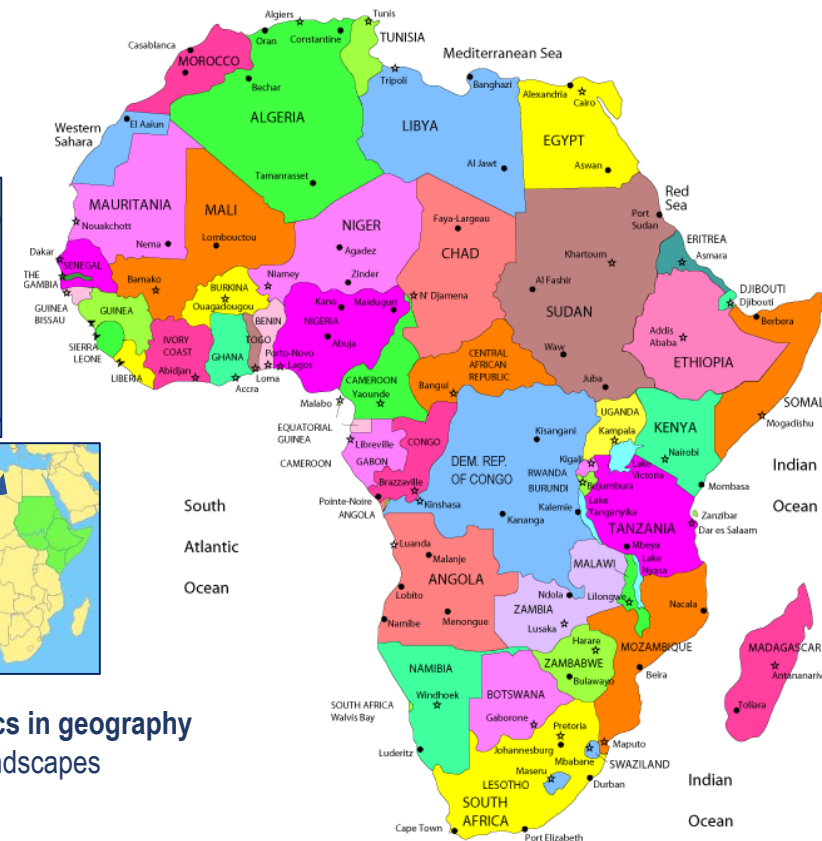 Algiers
Tunis
Oran
Constantine
TUNISIA
Casablanca
MOROCCO
Mediterranean Sea
Tripoli
Banghazi
Bechar
Alexandria
Cairo
ALGERIA
LIBYA
El Aaiun
Western
Sahara
EGYPT
Al Jawt
Aswan
Tamanrasset
MAURITANIA
MALI
Red
Sea
Nouakchott
NIGER
Faya-Largeau
Port
Sudan
Nema
Lombouctou
Agadez
CHAD
Khartoum
ERITREA
Asmara
Dakar
SENEGAL
THE
GAMBIA
Bamako
BURKINA
Ouagadougou
Niamey
Zinder
Al Fashir
DJIBOUTI
Djibouti
GUINEA
BISSAU
GUINEA
Kano
Maiduguri
N' Djamena
SUDAN
Berbera
BENIN
NIGERIA
SIERRA
LEONE
IVORY
COAST
GHANA
TOGO
Abuja
Addis
Ababa
ETHIOPIA
Waw
Porto-Novo
Lagos
CENTRAL
AFRICAN
REPUBLIC
LIBERIA
Abidjan
Accra
Loma
CAMEROON
Yaounde
Bangui
Juba
Malabo
UGANDA
Kampala
KENYA
SOMAL
Mogadishu
EQUATORIAL
GUINEA
Libreville
CONGO
Kisangani
Nairobi
CAMEROON
GABON
DEM. REP.
OF CONGO
Kigali
RWANDA
BURUNDI
Bujumbura
Lake
Victoria
Indian
Brazzaville
Mombasa
Pointe-Noire
ANGOLA
Kinshasa
Kananga
Kalemie
Lake
Tanganyika
Ocean
South
Zanzibar
TANZANIA
Dar es Salaam
Luanda
Malanje
Mbeya
Atlantic
MALAWI
Lake
Nyasa
ANGOLA
Ocean
Lobito
Ndola
Lilongwe
Nacala
ZAMBIA
Namibe
Menongue
Lusaka
Harare
MOZAMBIQUE
MADAGASCAR
NAMIBIA
ZAMBABWE
Beira
Antananariv
Windhoek
BOTSWANA
Bulawayo
SOUTH AFRICA
Walvis Bay
Toliara
cs in geography
Gaborone
Pretoria
ndscapes
Luderitz
Johannesburg
Maputo
Mbabane
SWAZILAND
Maseru
LESOTHO
Durban
Indian
SOUTH
AFRICA
Ocean
Cape Town
Port Elizabeth